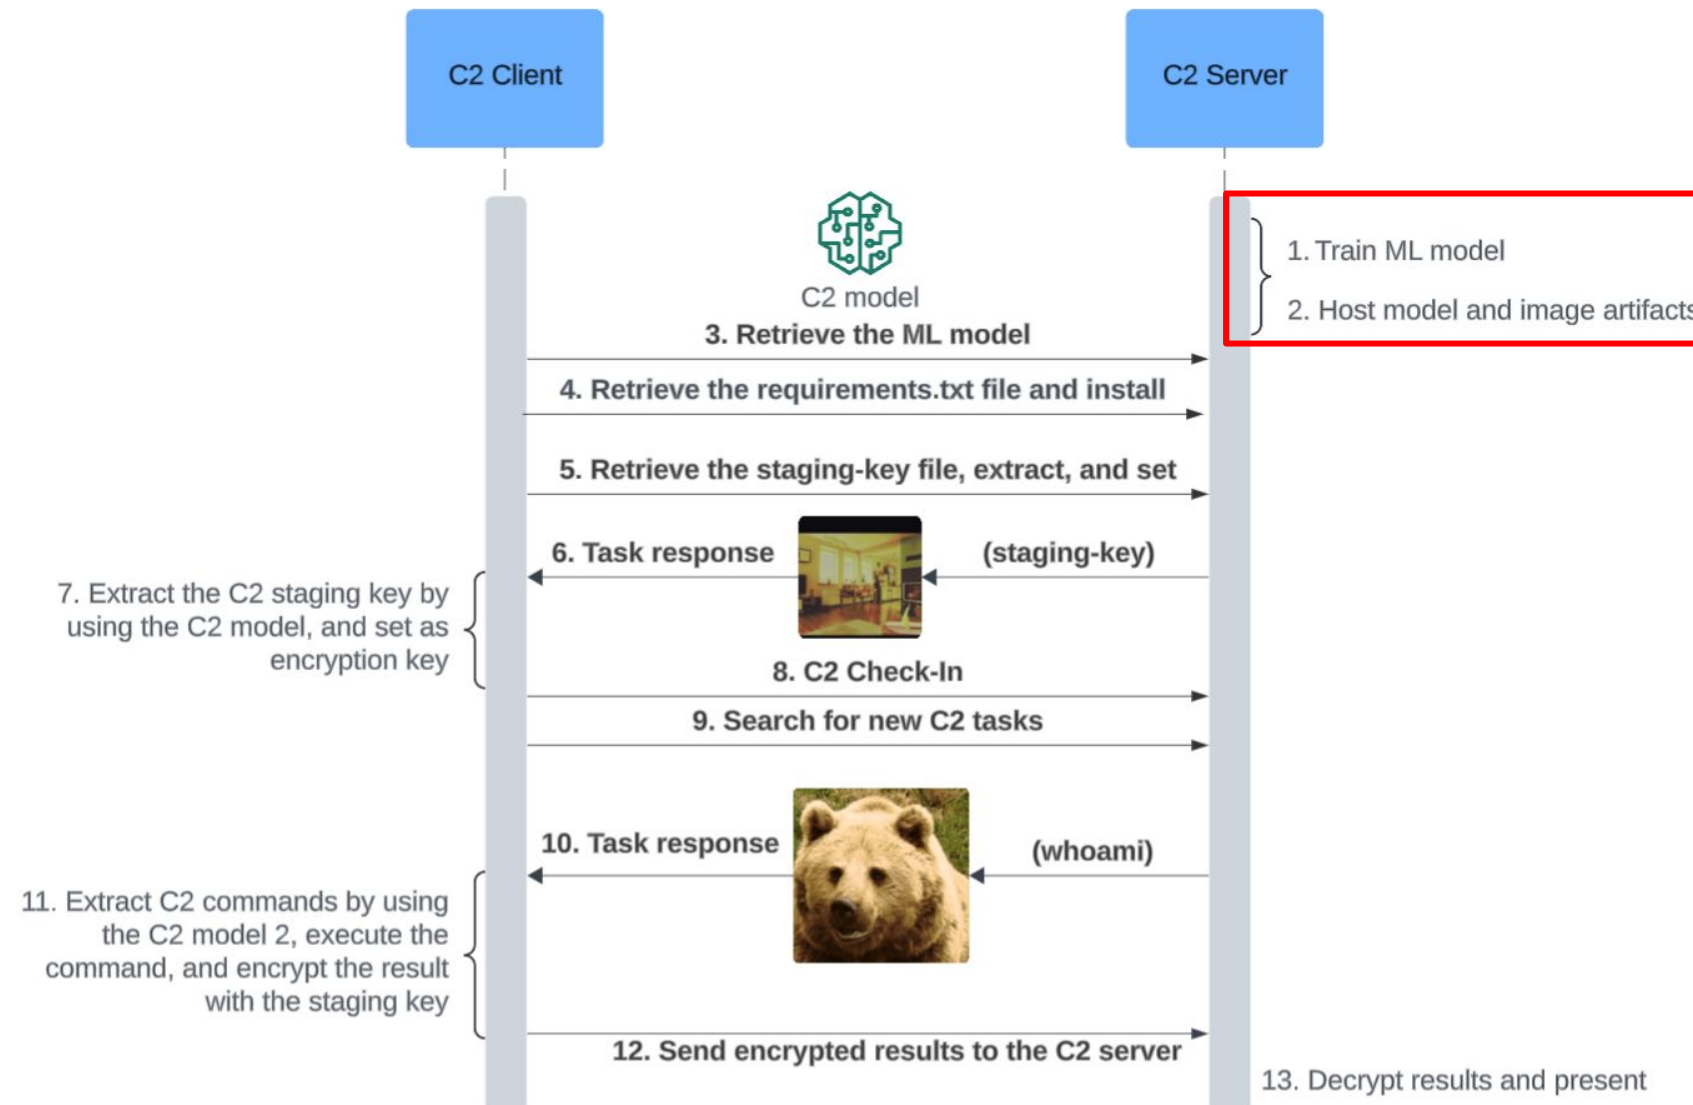 C2 Client
C2 Server
1. Train ML model
2. Host model and image artifacts
C2 model
3. Retrieve the ML model
4. Retrieve the requirements.txt file and install
5. Retrieve the staging-key file, extract, and set
6. Task response
(staging-key)
7. Extract the C2 staging key by
using the C2 model, and set as
encryption key
8. C2 Check-In
9. Search for new C2 tasks
10. Task response
(whoami)
11. Extract C2 commands by using
the C2 model 2, execute the
command, and encrypt the result
with the staging key
12. Send encrypted results to the C2 server
13. Decrypt results and present